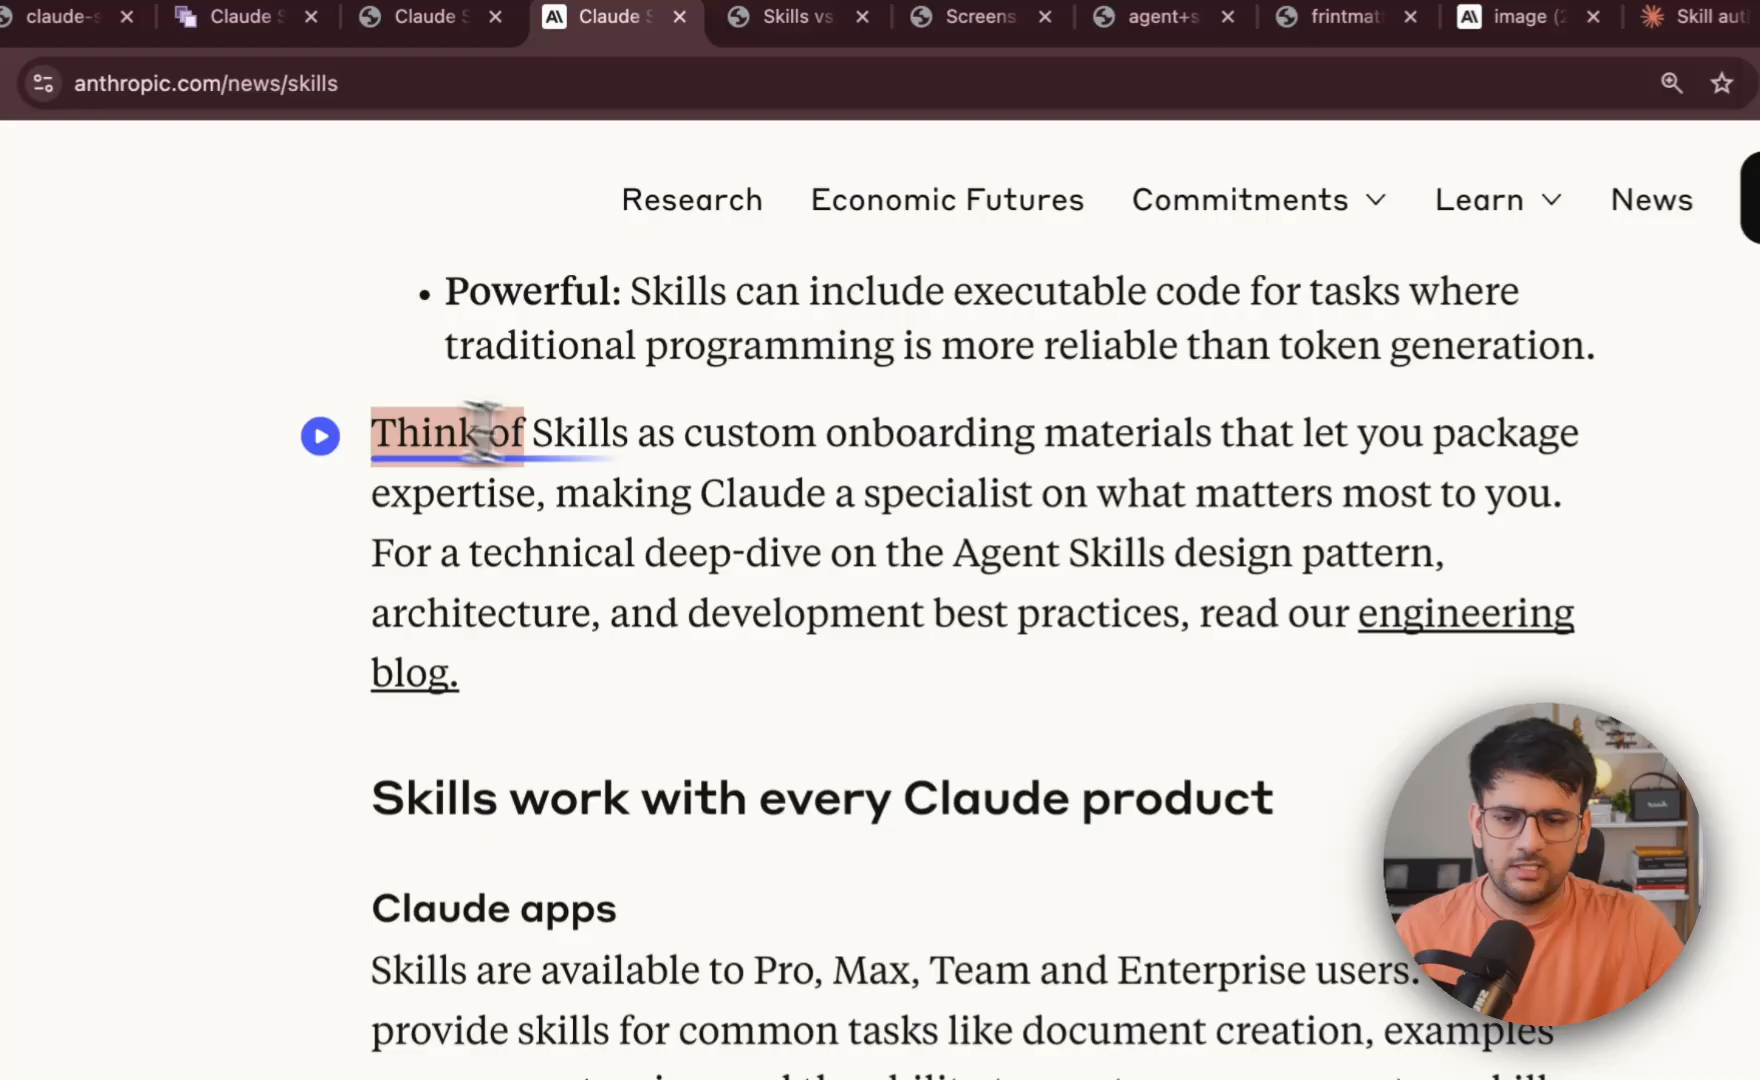 claude-s
Claude S
Claude S
Claude S
Skills vs
Screens
agent+s
frintmat
image (2
Skill aut
anthropic.com/news/skills
Research
Economic Futures
Commitments
Learn
News
• Powerful: Skills can include executable code for tasks where
traditional programming is more reliable than token generation.
Think of Skills as custom onboarding materials that let you package
expertise, making Claude a specialist on what matters most to you.
For a technical deep-dive on the Agent Skills design pattern,
architecture, and development best practices, read our engineering
blog.
Skills work with every Claude product
Claude apps
Skills are available to Pro, Max, Team and Enterprise users.
provide skills for common tasks like document creation, examples